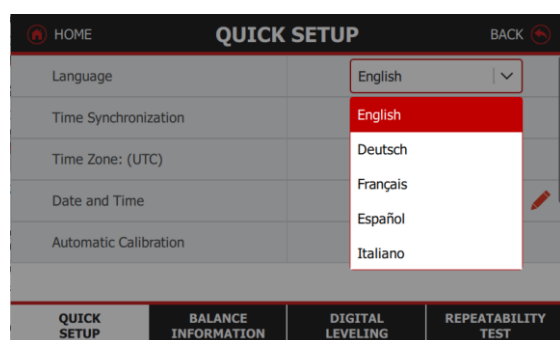 HOME
QUICK SETUP
BACK
Language
English
Time Synchronization
English
Time Zone: (UTC)
Deutsch
Français
Date and Time
Español
Automatic Calibration
Italiano
QUICK
SETUP
BALANCE
INFORMATION
DIGITAL
LEVELING
REPEATABILITY
TEST